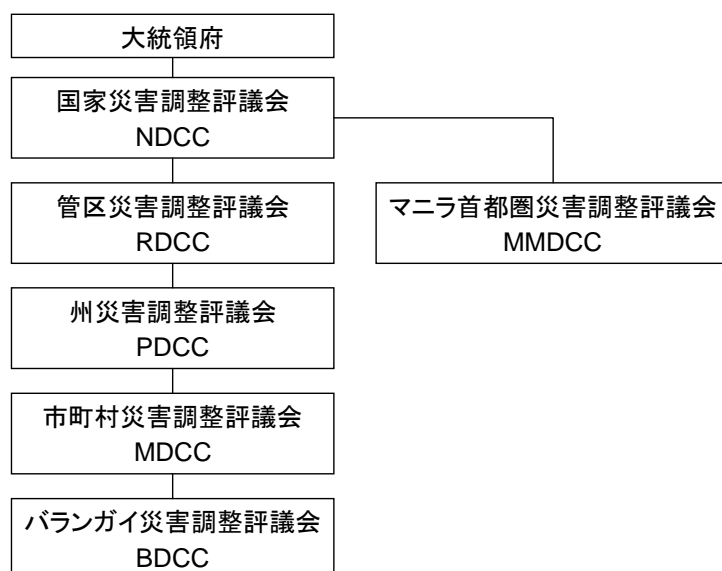 大統領府
国家災害調整評議会
NDCC
管区災害調整評議会
RDCC
マニラ首都圏災害調整評議会
MMDCC
州災害調整評議会
PDCC
市町村災害調整評議会
MDCC
バランガイ災害調整評議会
BDCC